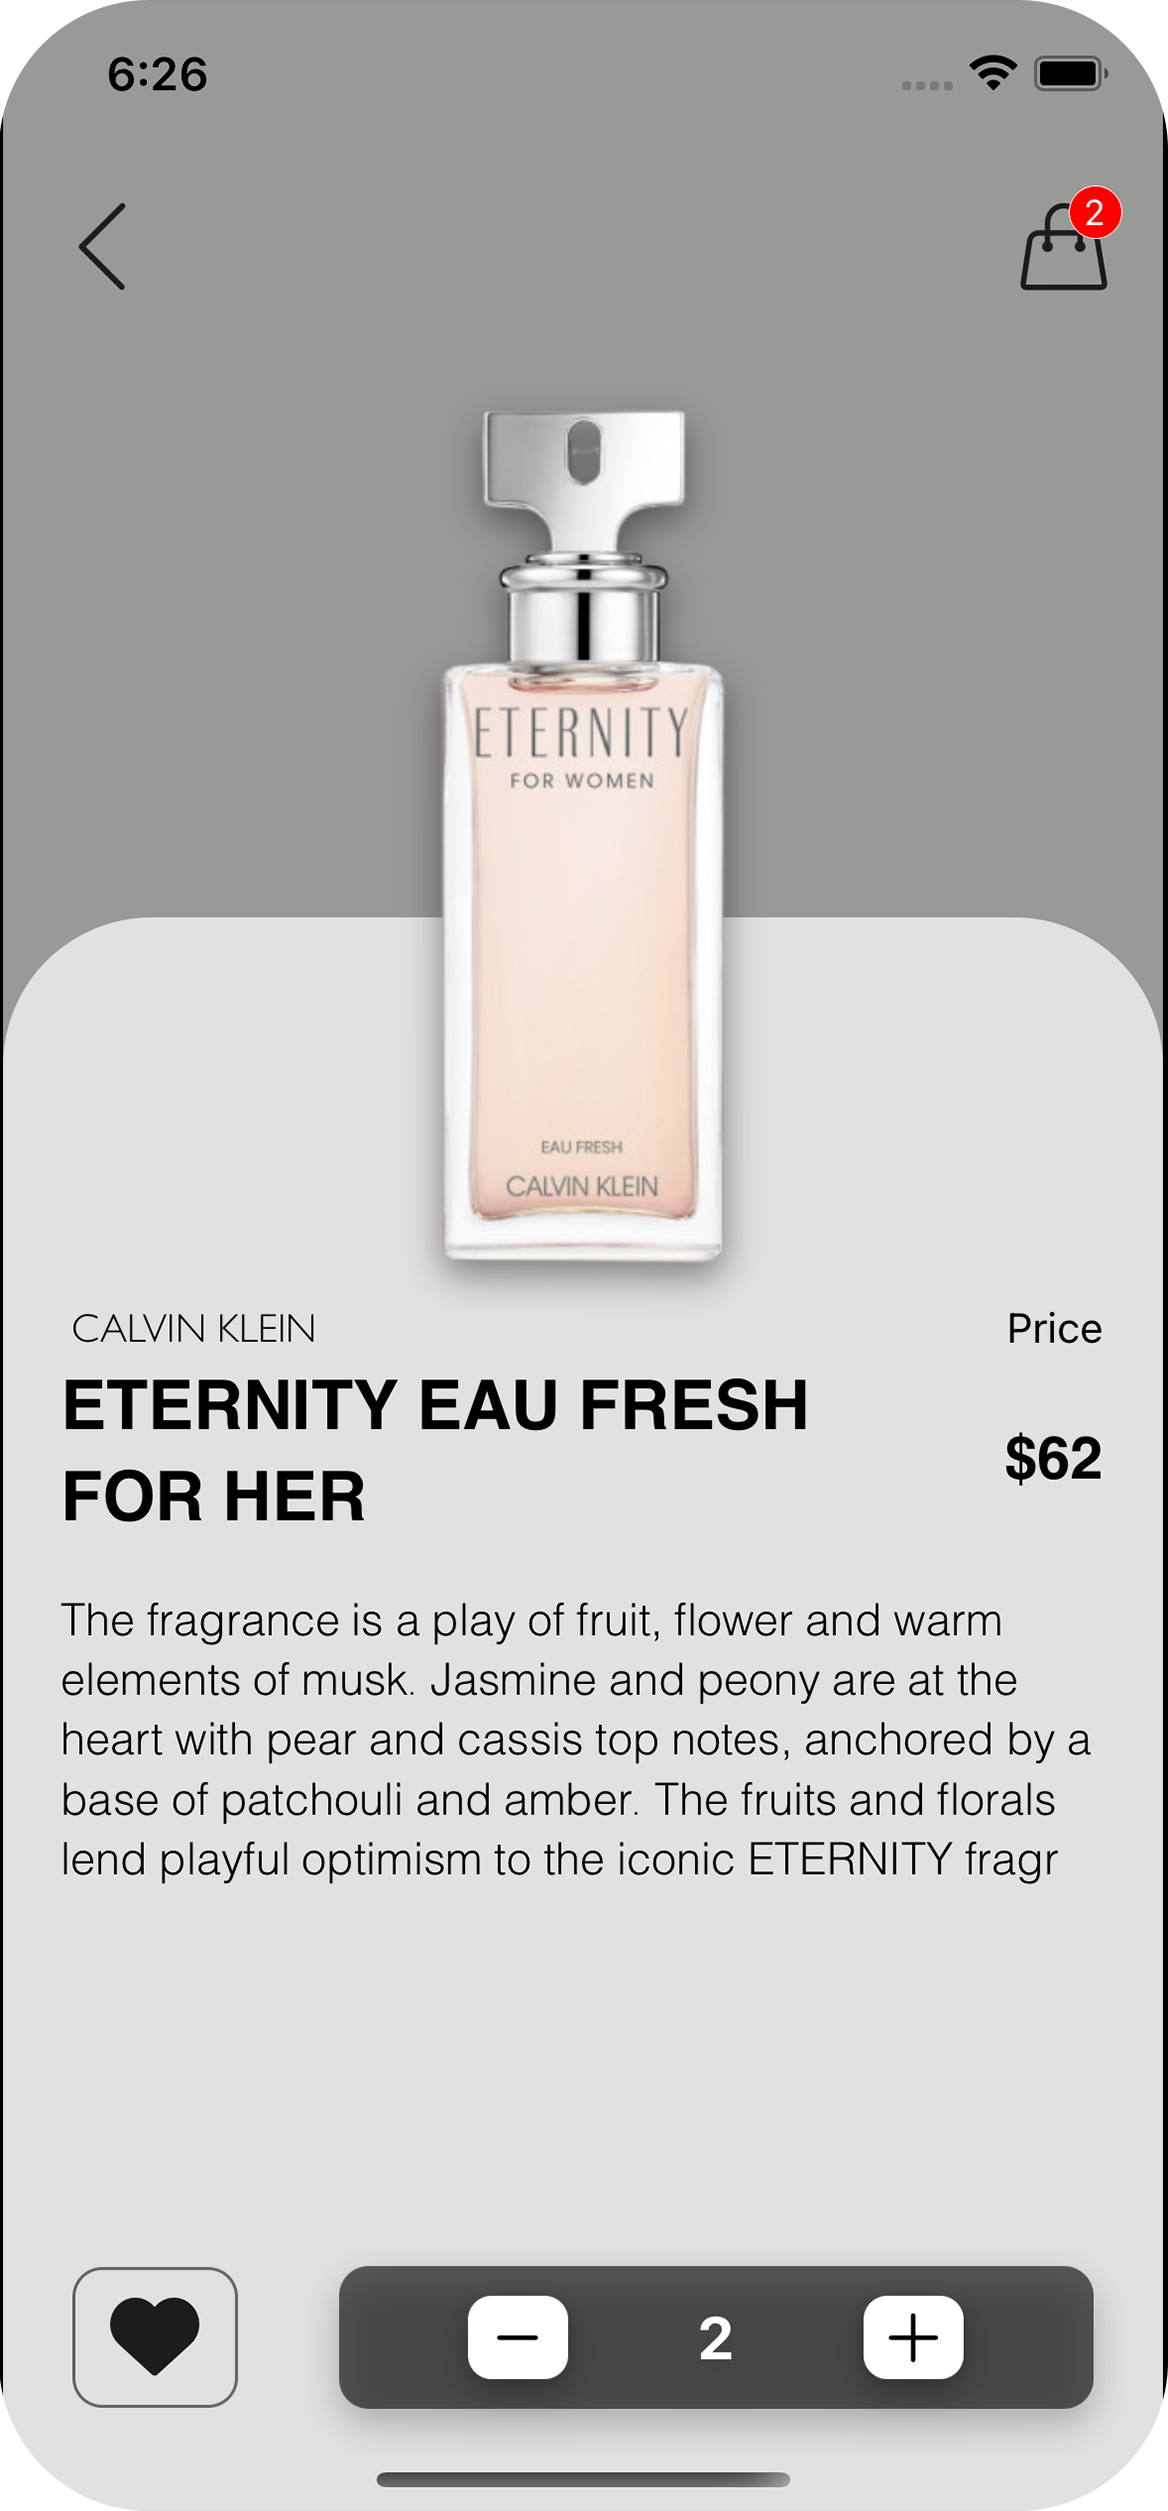 6:26
2
ETERNITY
FOR WOMEN
EAU FRESH
CALVIN KLEIN
CALVIN KLEIN
Price
ETERNITY EAU FRESH
FOR HER
$62
The fragrance is a play of fruit, flower and warm
elements of musk. Jasmine and peony are at the
heart with pear and cassis top notes, anchored by a
base of patchouli and amber. The fruits and florals
lend playful optimism to the iconic ETERNITY fragr
2